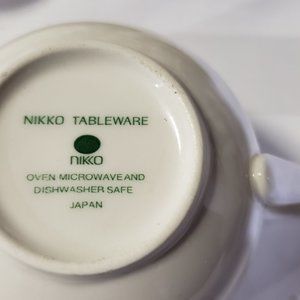 NIKKO TABLEWARE
nikko
OVEN MICROWAVE AND
DISHWASHER SAFE
JAPAN